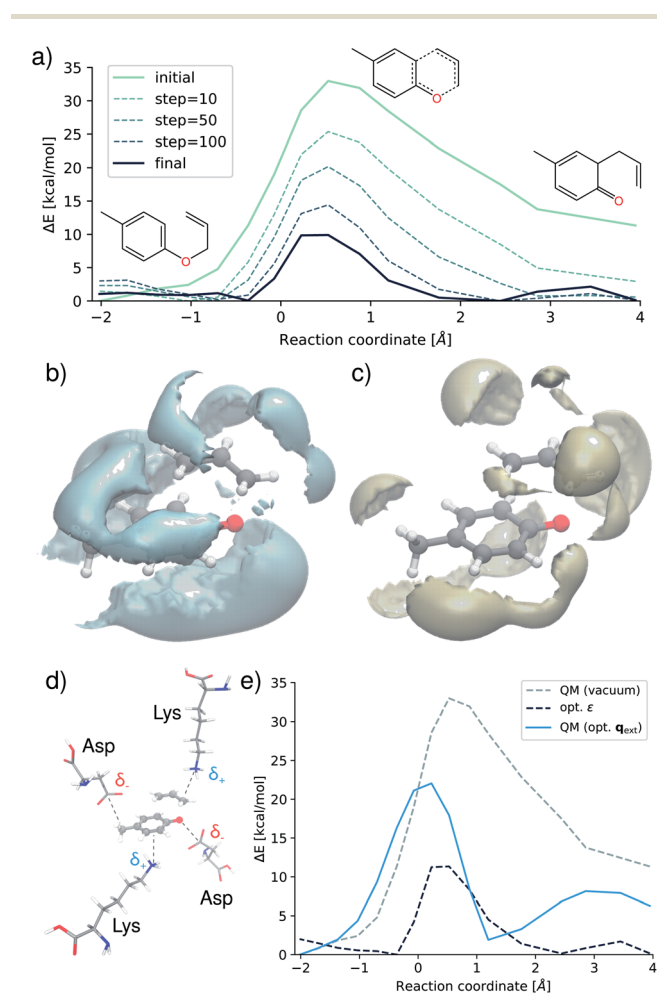 a)
35
30
25
20
15
10
5
0
ΔE [kcal/mol]
initial
step=10
step=50
step=100
final
O
O
O
−2 −1 0 1 2 3 4
Reaction coordinate [Å]
b)
c)
d)
Lys
Asp
δ-
δ+
δ-
δ+
Asp
Lys
e)
35
30
25
20
15
10
5
0
ΔE [kcal/mol]
QM (vacuum)
opt. ε
QM (opt. qext)
−2 −1 0 1 2 3 4
Reaction coordinate [Å]